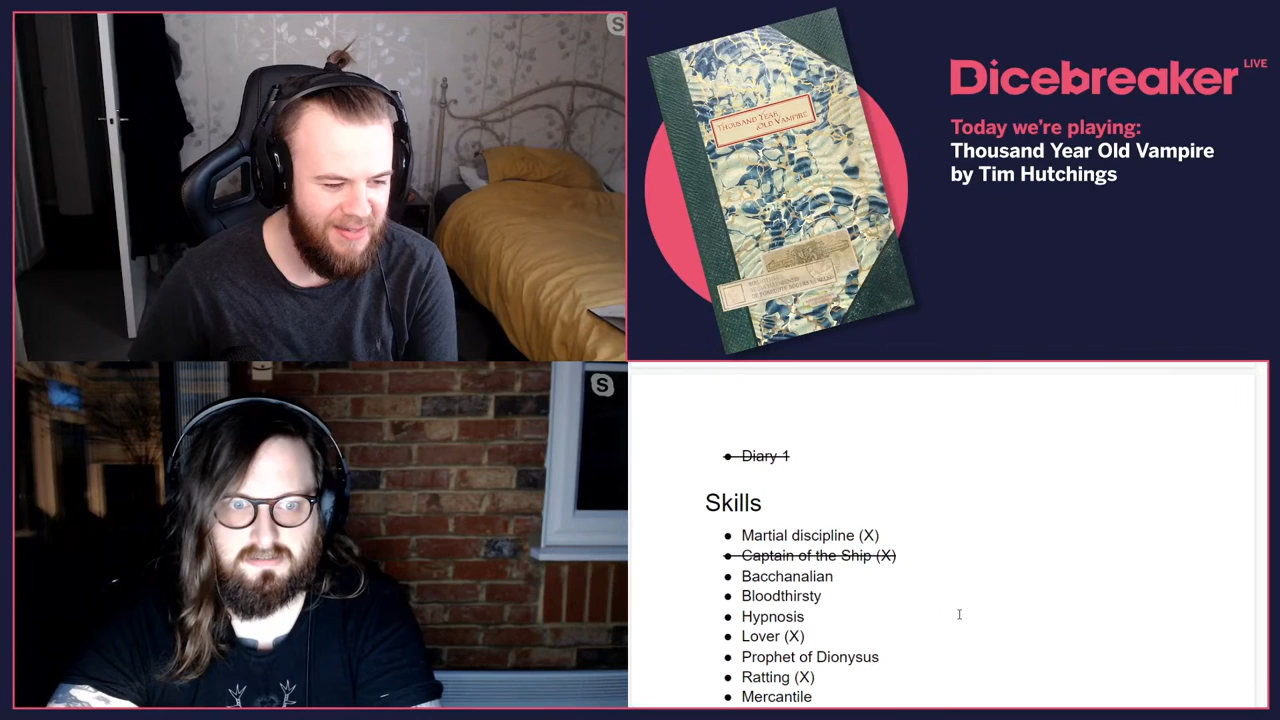 S
THOUSAND YEAR
OLD VAMPIRE
Dicebreaker LIVE
Today we're playing:
Thousand Year Old Vampire
by Tim Hutchings
S
● Diary 1
Skills
● Martial discipline (X)
● Captain of the Ship (X)
● Bacchanalian
● Bloodthirsty
● Hypnosis
● Lover (X)
● Prophet of Dionysus
● Ratting (X)
● Mercantile